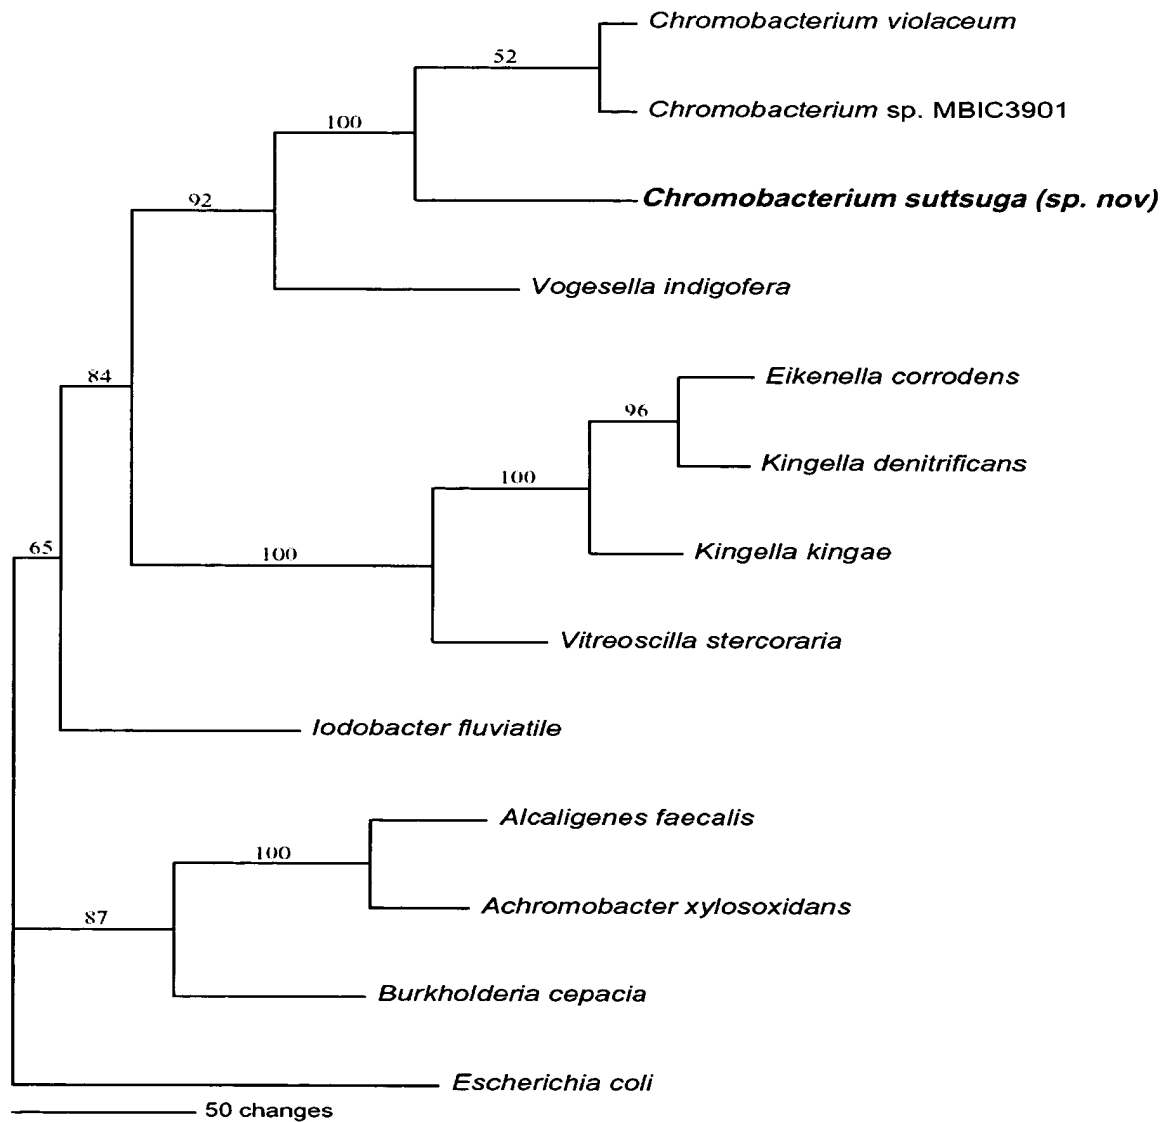 Chromobacterium violaceum
52
Chromobacterium sp. MBIC3901
100
Chromobacterium suttsuga (sp. nov)
92
Vogesella indigofera
84
Eikenella corrodens
96
Kingella denitrificans
100
Kingella kingae
65
100
Vitreoscilla stercoraria
Iodobacter fluviatile
Alcaligenes faecalis
100
Achromobacter xylosoxidans
87
Burkholderia cepacia
Escherichia coli
50 changes